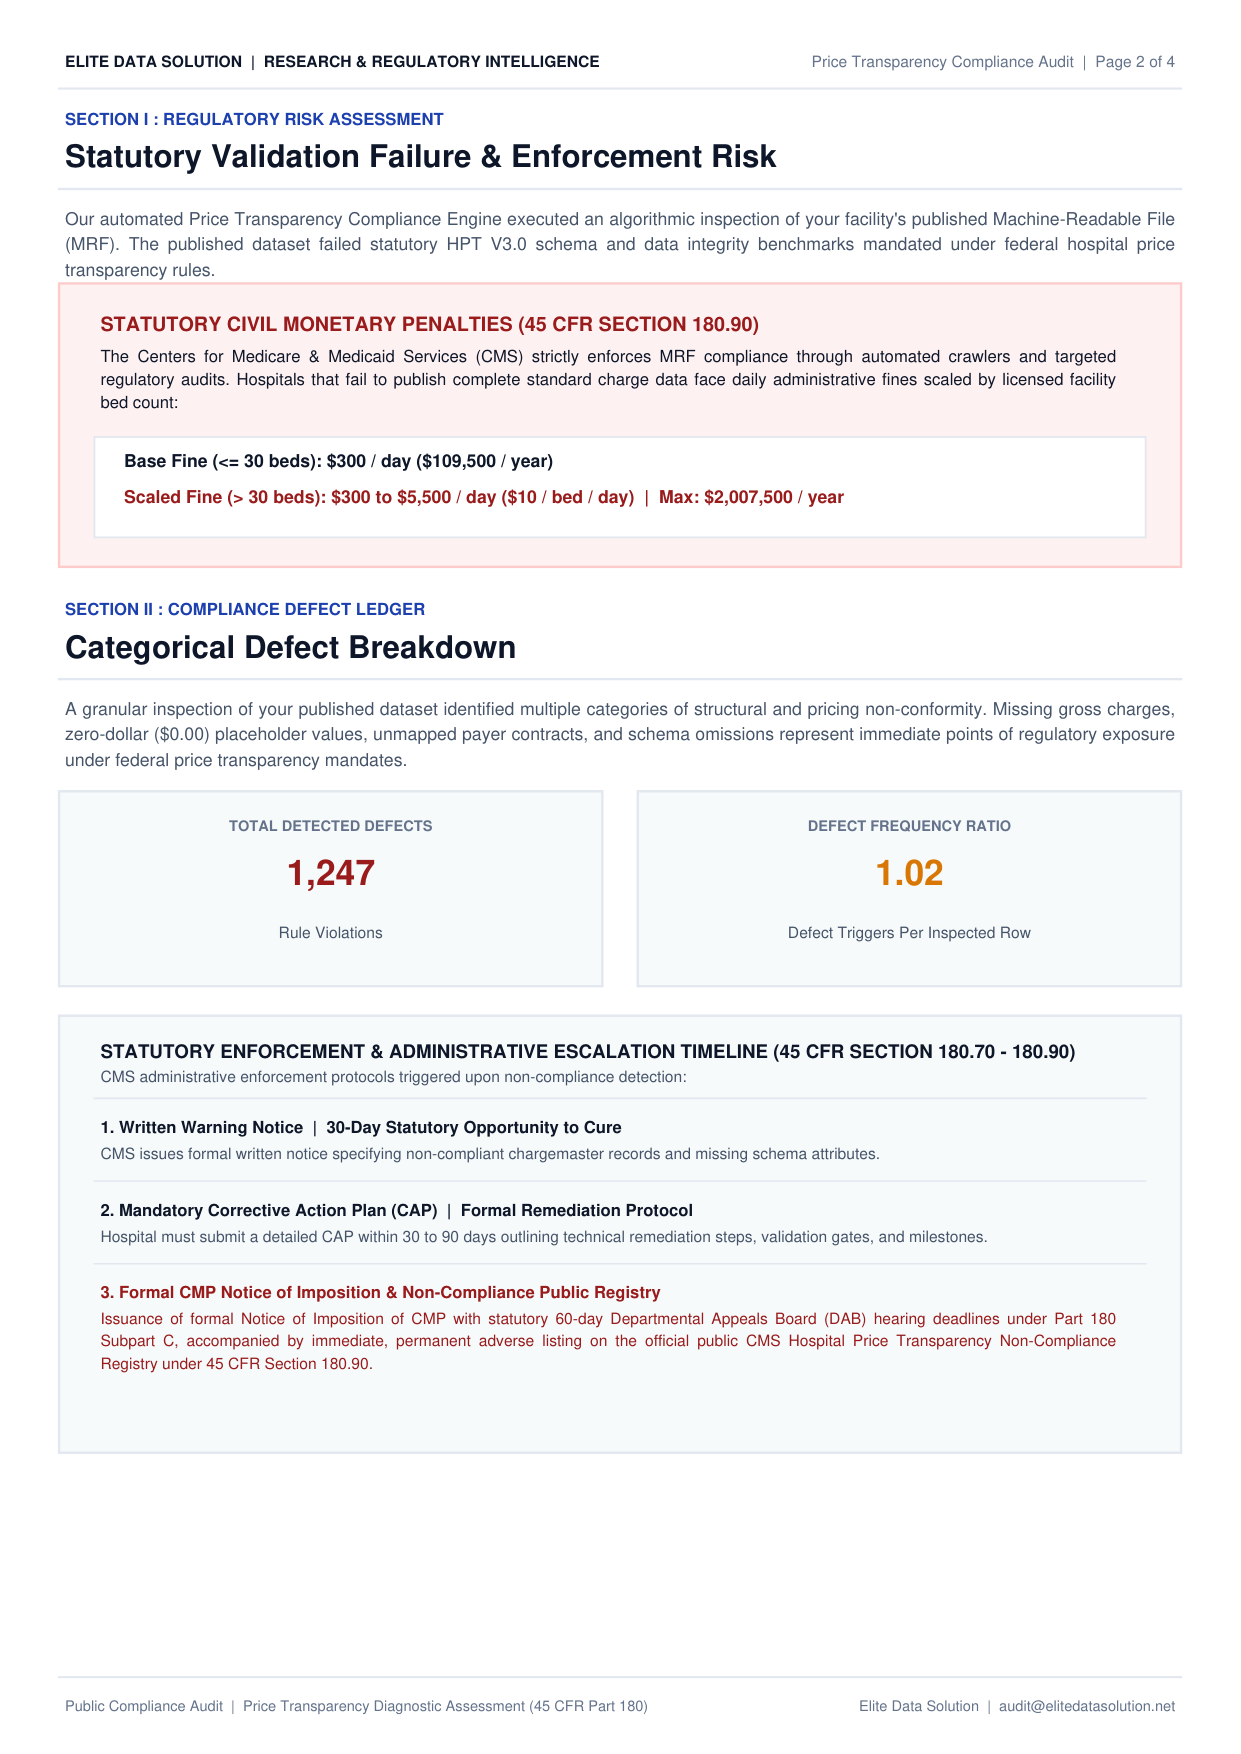 ELITE DATA SOLUTION | RESEARCH & REGULATORY INTELLIGENCE
Price Transparency Compliance Audit | Page 2 of 4
SECTION I : REGULATORY RISK ASSESSMENT
Statutory Validation Failure & Enforcement Risk
Our automated Price Transparency Compliance Engine executed an algorithmic inspection of your facility's published Machine-Readable File
(MRF). The published dataset failed statutory HPT V3.0 schema and data integrity benchmarks mandated under federal hospital price
transparency rules.
STATUTORY CIVIL MONETARY PENALTIES (45 CFR SECTION 180.90)
The Centers for Medicare & Medicaid Services (CMS) strictly enforces MRF compliance through automated crawlers and targeted
regulatory audits. Hospitals that fail to publish complete standard charge data face daily administrative fines scaled by licensed facility
bed count:
Base Fine (<= 30 beds): $300 / day ($109,500 / year)
Scaled Fine (> 30 beds): $300 to $5,500 / day ($10 / bed / day) | Max: $2,007,500 / year
SECTION II : COMPLIANCE DEFECT LEDGER
Categorical Defect Breakdown
A granular inspection of your published dataset identified multiple categories of structural and pricing non-conformity. Missing gross charges,
zero-dollar ($0.00) placeholder values, unmapped payer contracts, and schema omissions represent immediate points of regulatory exposure
under federal price transparency mandates.
TOTAL DETECTED DEFECTS
1,247
Rule Violations
DEFECT FREQUENCY RATIO
1.02
Defect Triggers Per Inspected Row
STATUTORY ENFORCEMENT & ADMINISTRATIVE ESCALATION TIMELINE (45 CFR SECTION 180.70 - 180.90)
CMS administrative enforcement protocols triggered upon non-compliance detection:
1. Written Warning Notice | 30-Day Statutory Opportunity to Cure
CMS issues formal written notice specifying non-compliant chargemaster records and missing schema attributes.
2. Mandatory Corrective Action Plan (CAP) | Formal Remediation Protocol
Hospital must submit a detailed CAP within 30 to 90 days outlining technical remediation steps, validation gates, and milestones.
3. Formal CMP Notice of Imposition & Non-Compliance Public Registry
Issuance of formal Notice of Imposition of CMP with statutory 60-day Departmental Appeals Board (DAB) hearing deadlines under Part 180
Subpart C, accompanied by immediate, permanent adverse listing on the official public CMS Hospital Price Transparency Non-Compliance
Registry under 45 CFR Section 180.90.
Public Compliance Audit | Price Transparency Diagnostic Assessment (45 CFR Part 180)
Elite Data Solution | audit@elitedatasolution.net